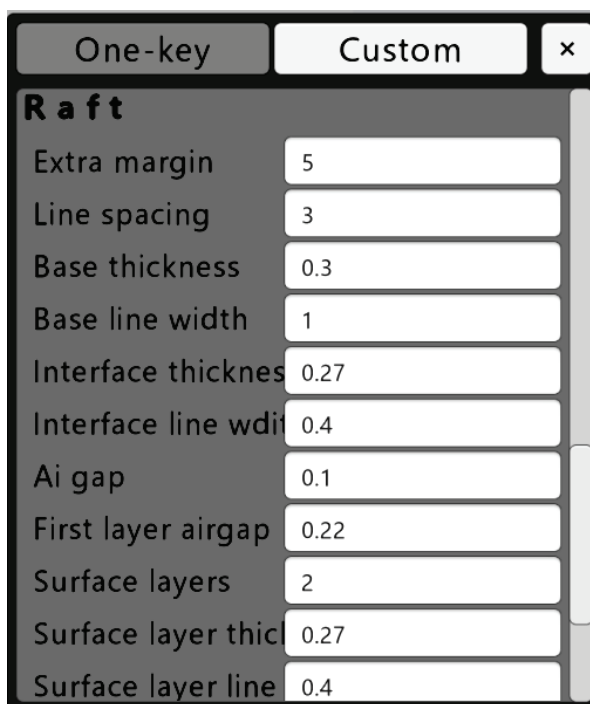 One-key Custom ×
Raft
Extra margin 5
Line spacing 3
Base thickness 0.3
Base line width 1
Interface thicknes 0.27
Interface line wdit 0.4
Ai gap 0.1
First layer airgap 0.22
Surface layers 2
Surface layer thicl 0.27
Surface layer line 0.4